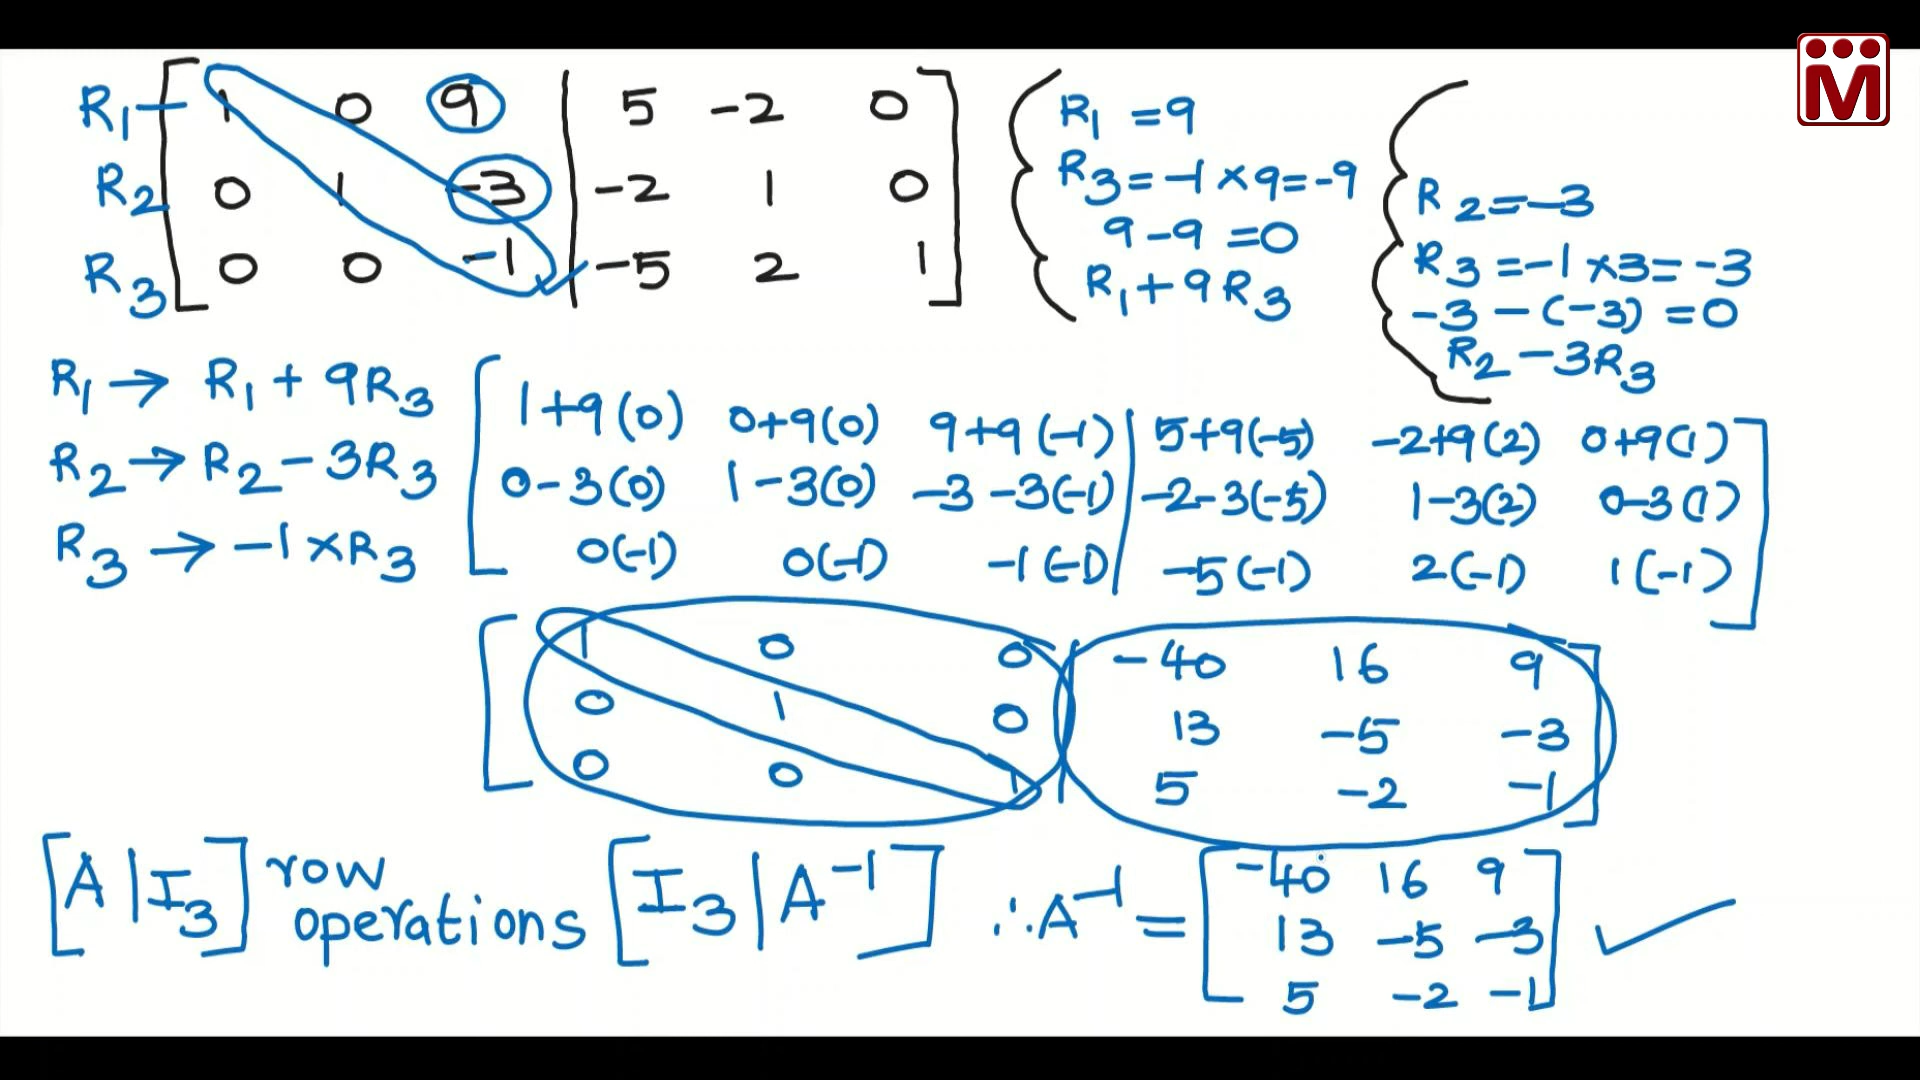 R₁ [ 1 0 9 | 5 -2 0 ]
R₂ [ 0 1 -3 | -2 1 0 ]
R₃ [ 0 0 -1 | -5 2 1 ]
R₁ = 9
R₃ = -1 × 9 = -9
9 - 9 = 0
R₁ + 9R₃
R₂ = -3
R₃ = -1 × 3 = -3
-3 - (-3) = 0
R₂ - 3R₃
R₁ → R₁ + 9R₃
R₂ → R₂ - 3R₃
R₃ → -1 × R₃
[ 1+9(0) 0+9(0) 9+9(-1) | 5+9(-5) -2+9(2) 0+9(1) ]
[ 0-3(0) 1-3(0) -3-3(-1) | -2-3(-5) 1-3(2) 0-3(1) ]
[ 0(-1) 0(-1) -1(-1) | -5(-1) 2(-1) 1(-1) ]
[ 1 0 0 | -40 16 9 ]
[ 0 1 0 | 13 -5 -3 ]
[ 0 0 1 | 5 -2 -1 ]
[A | I₃] row operations [I₃ | A⁻¹]
∴ A⁻¹ = [ -40 16 9 ]
[ 13 -5 -3 ]
[ 5 -2 -1 ]
M